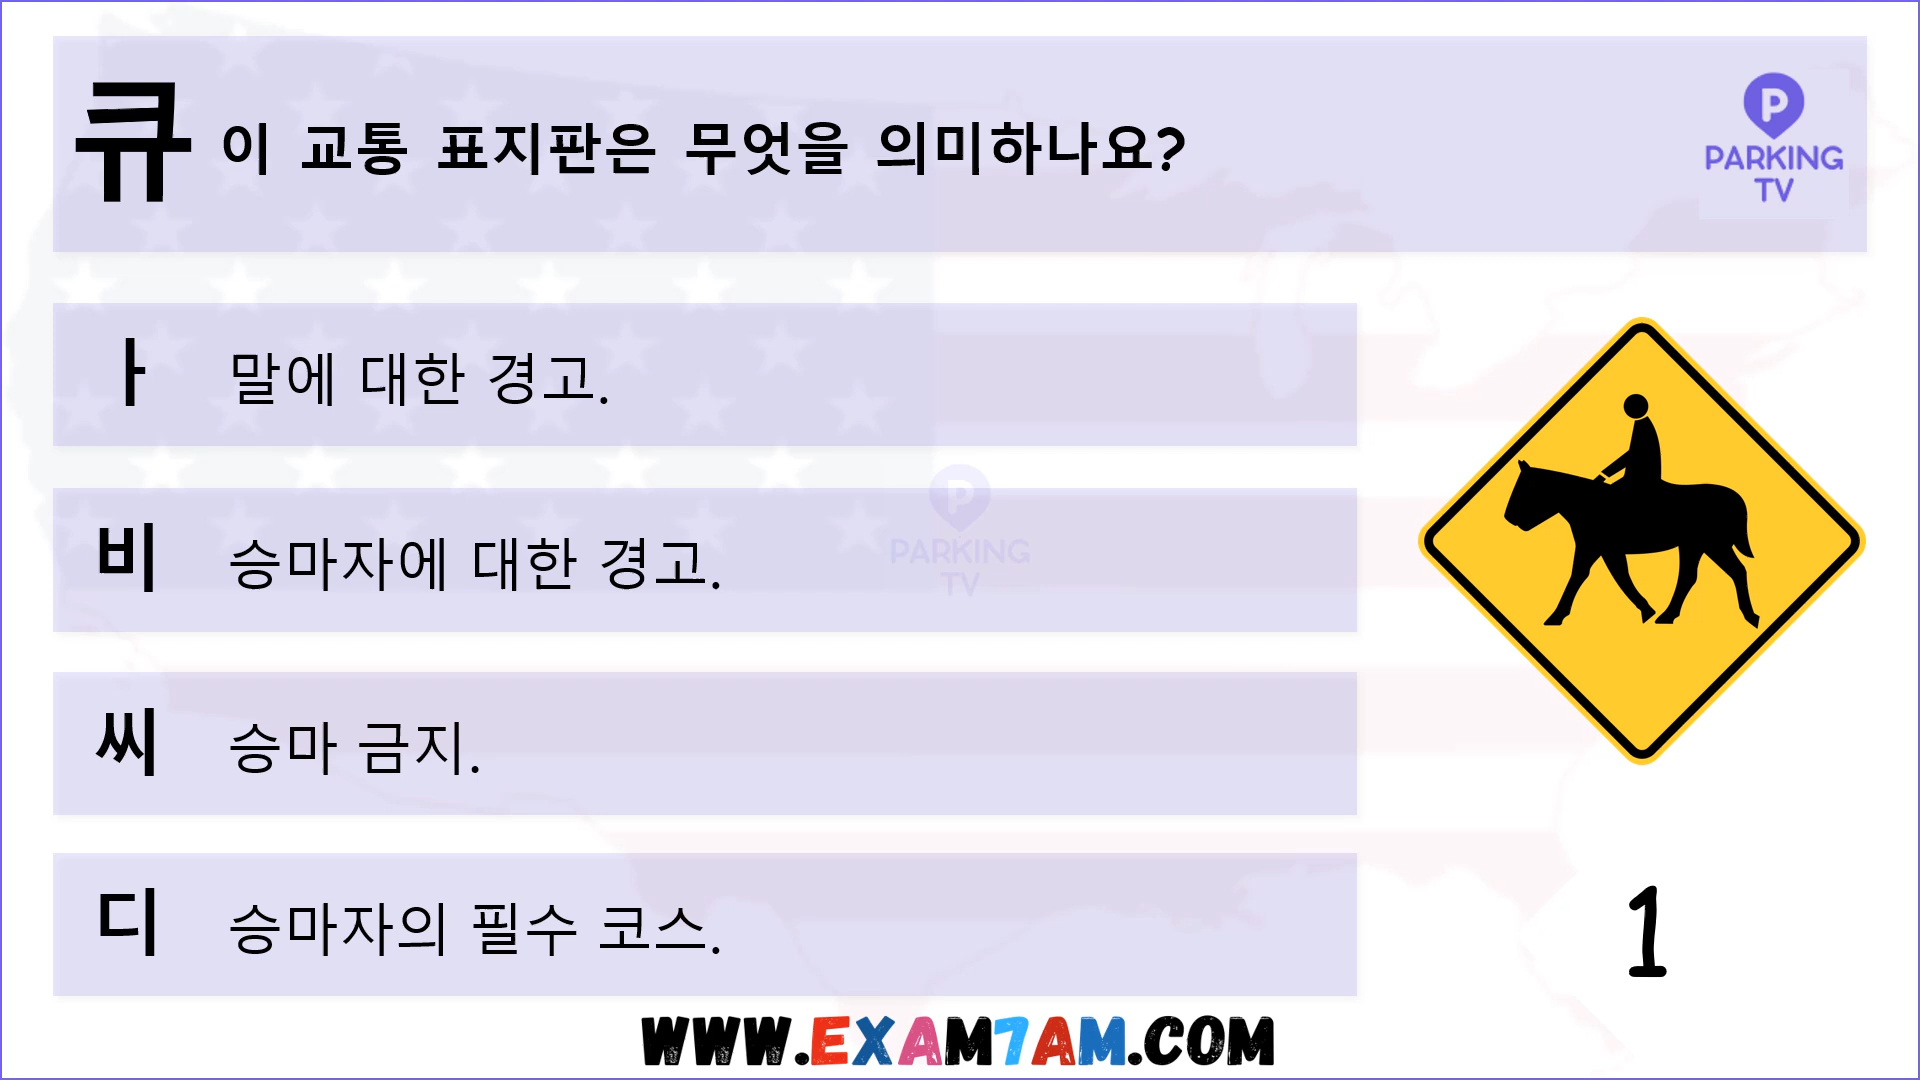 큐 이 교통 표지판은 무엇을 의미하나요?
P
PARKING
TV
ㅏ 말에 대한 경고.
비 승마자에 대한 경고.
P
PARKING
TV
씨 승마 금지.
디 승마자의 필수 코스.
1
WWW.EXAM7AM.COM